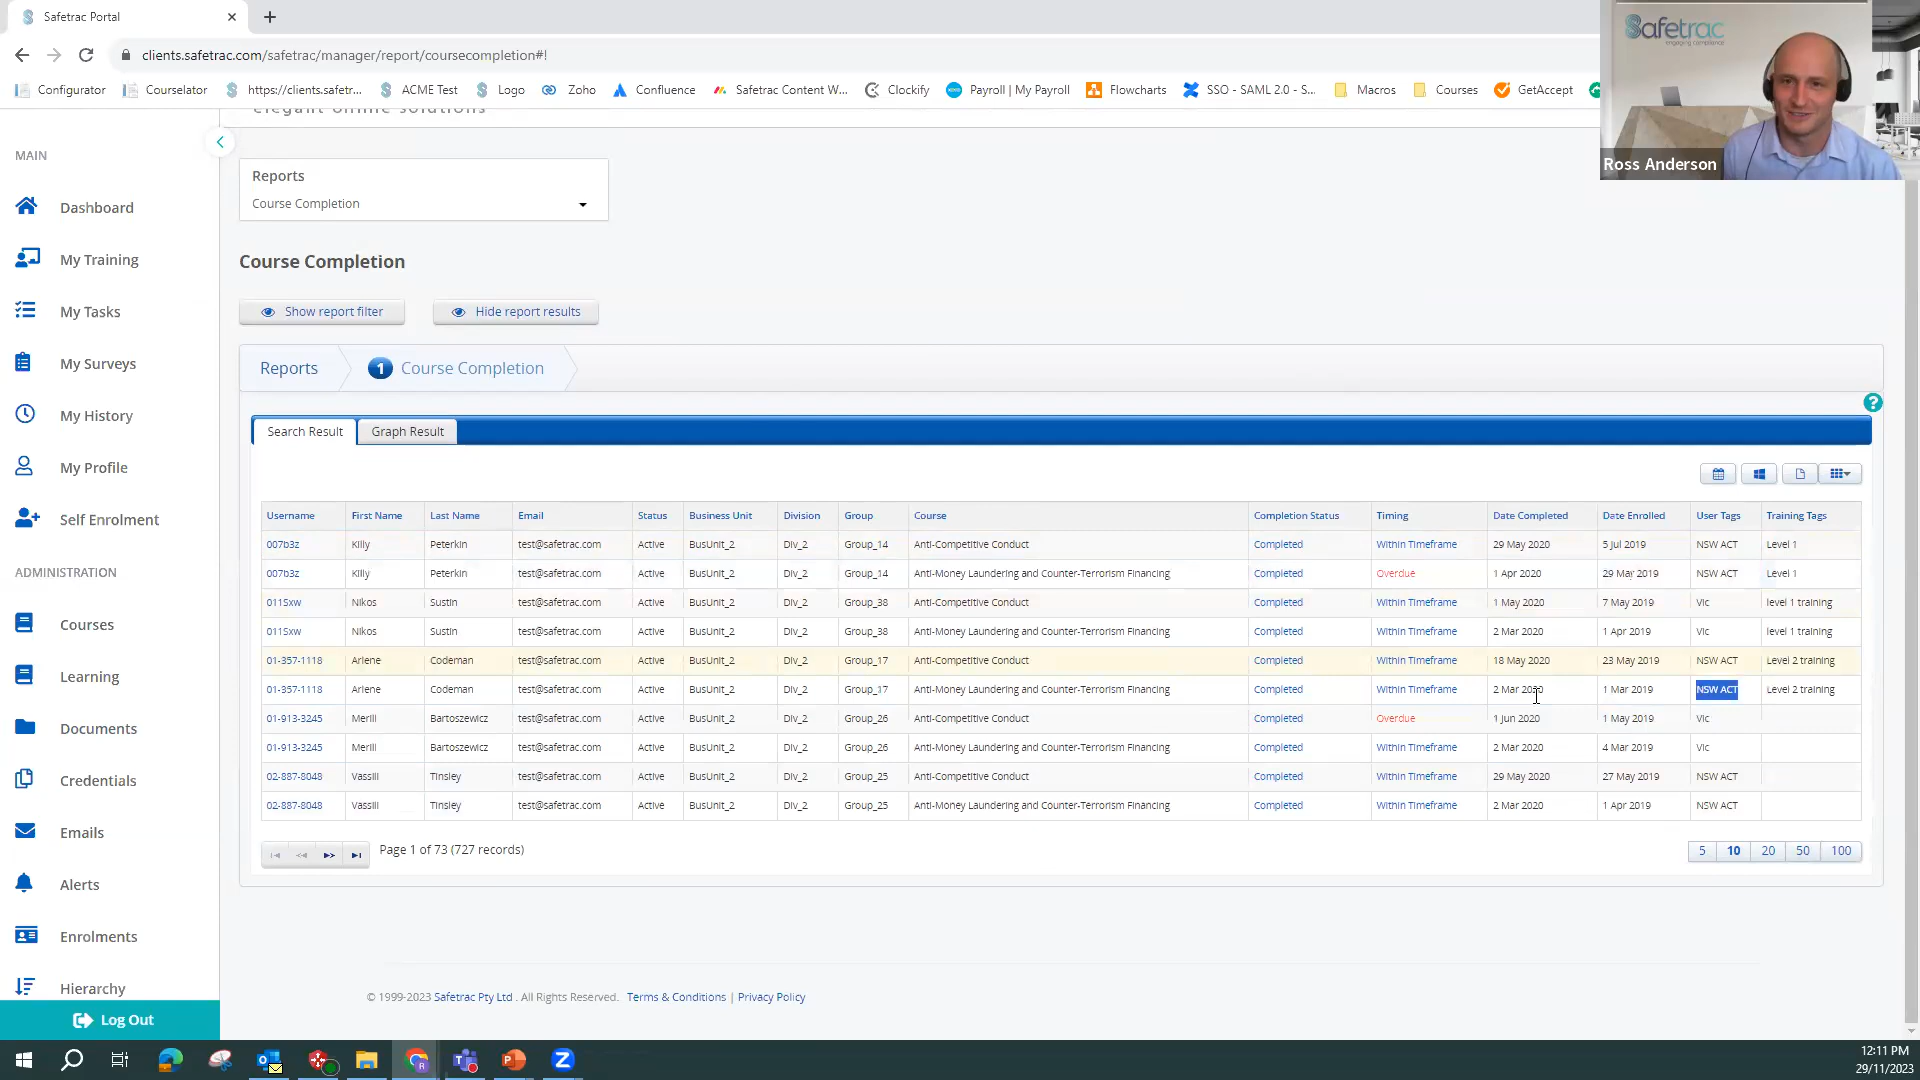 Safetrac Portal
clients.safetrac.com/safetrac/manager/report/coursecompletion#!
Configurator Courselator https://clients.safetr... ACME Test Logo Zoho Confluence Safetrac Content W... Clockify Payroll | My Payroll Flowcharts SSO - SAML 2.0 - S... Macros Courses GetAccept
Safetrac
engaging compliance
Ross Anderson
elegant online solutions
MAIN
Dashboard
My Training
My Tasks
My Surveys
My History
My Profile
Self Enrolment
ADMINISTRATION
Courses
Learning
Documents
Credentials
Emails
Alerts
Enrolments
Hierarchy
Log Out
Reports
Course Completion
Course Completion
Show report filter Hide report results
Reports 1 Course Completion
?
Search Result Graph Result
Username First Name Last Name Email Status Business Unit Division Group Course Completion Status Timing Date Completed Date Enrolled User Tags Training Tags
007b3z Killy Peterkin test@safetrac.com Active BusUnit_2 Div_2 Group_14 Anti-Competitive Conduct Completed Within Timeframe 29 May 2020 5 Jul 2019 NSW ACT Level 1
007b3z Killy Peterkin test@safetrac.com Active BusUnit_2 Div_2 Group_14 Anti-Money Laundering and Counter-Terrorism Financing Completed Overdue 1 Apr 2020 29 May 2019 NSW ACT Level 1
011Sxw Nikos Sustin test@safetrac.com Active BusUnit_2 Div_2 Group_38 Anti-Competitive Conduct Completed Within Timeframe 1 May 2020 7 May 2019 Vic level 1 training
011Sxw Nikos Sustin test@safetrac.com Active BusUnit_2 Div_2 Group_38 Anti-Money Laundering and Counter-Terrorism Financing Completed Within Timeframe 2 Mar 2020 1 Apr 2019 Vic level 1 training
01-357-1118 Arlene Codeman test@safetrac.com Active BusUnit_2 Div_2 Group_17 Anti-Competitive Conduct Completed Within Timeframe 18 May 2020 23 May 2019 NSW ACT Level 2 training
01-357-1118 Arlene Codeman test@safetrac.com Active BusUnit_2 Div_2 Group_17 Anti-Money Laundering and Counter-Terrorism Financing Completed Within Timeframe 2 Mar 2020 1 Mar 2019 NSW ACT Level 2 training
01-913-3245 Merill Bartoszewicz test@safetrac.com Active BusUnit_2 Div_2 Group_26 Anti-Competitive Conduct Completed Overdue 1 Jun 2020 1 May 2019 Vic
01-913-3245 Merill Bartoszewicz test@safetrac.com Active BusUnit_2 Div_2 Group_26 Anti-Money Laundering and Counter-Terrorism Financing Completed Within Timeframe 2 Mar 2020 4 Mar 2019 Vic
02-887-8048 Vassili Tinsley test@safetrac.com Active BusUnit_2 Div_2 Group_25 Anti-Competitive Conduct Completed Within Timeframe 29 May 2020 27 May 2019 NSW ACT
02-887-8048 Vassili Tinsley test@safetrac.com Active BusUnit_2 Div_2 Group_25 Anti-Money Laundering and Counter-Terrorism Financing Completed Within Timeframe 2 Mar 2020 1 Apr 2019 NSW ACT
Page 1 of 73 (727 records) 5 10 20 50 100
© 1999-2023 Safetrac Pty Ltd . All Rights Reserved. Terms & Conditions | Privacy Policy
12:11 PM
29/11/2023